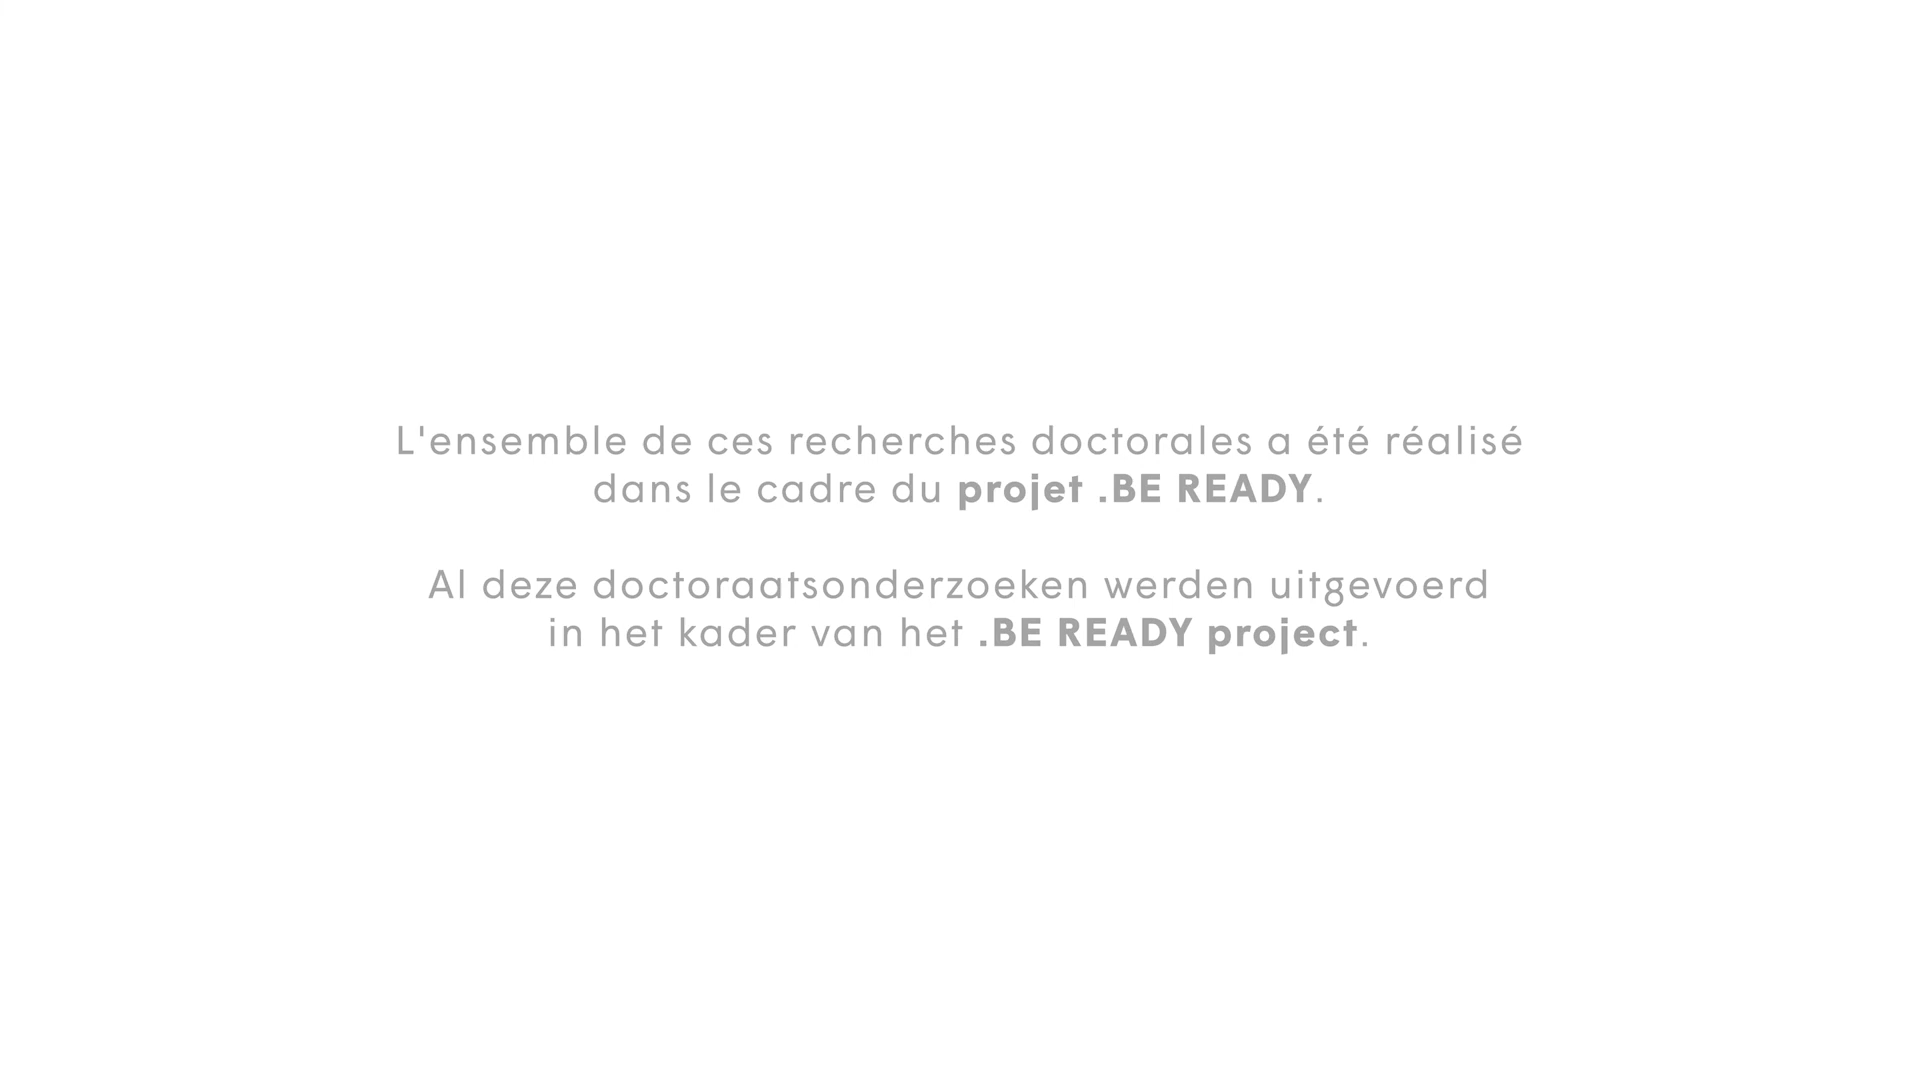 L'ensemble de ces recherches doctorales a été réalisé
dans le cadre du projet .BE READY.
Al deze doctoraatsonderzoeken werden uitgevoerd
in het kader van het .BE READY project.